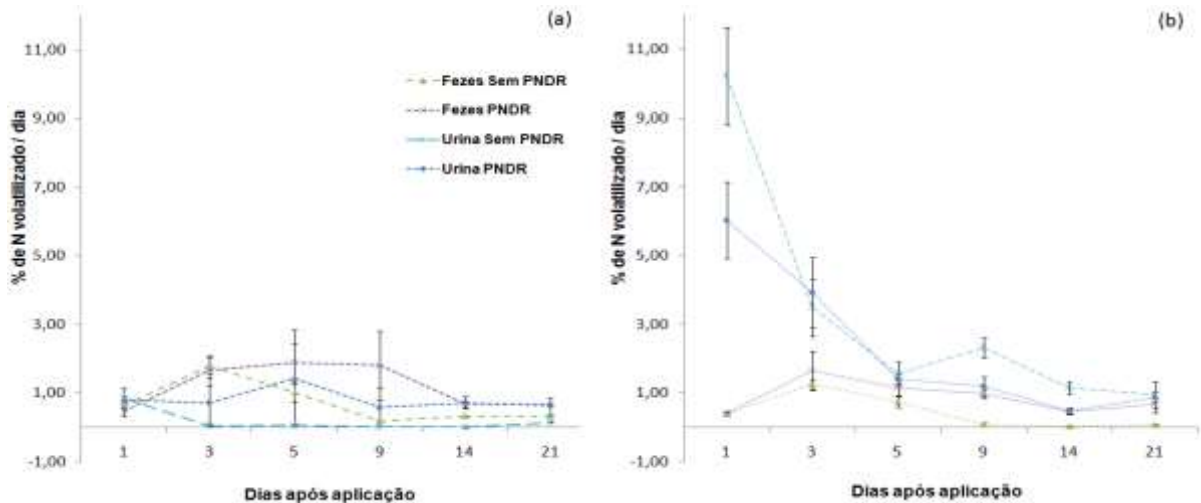 (a)
% de N volatilizado / dia
11,00
9,00
7,00
5,00
3,00
1,00
-1,00
Fezes Sem PNDR
Fezes PNDR
Urina Sem PNDR
Urina PNDR
1 3 5 9 14 21
Dias após aplicação
(b)
% de N volatilizado / dia
11,00
9,00
7,00
5,00
3,00
1,00
-1,00
1 3 5 9 14 21
Dias após aplicação